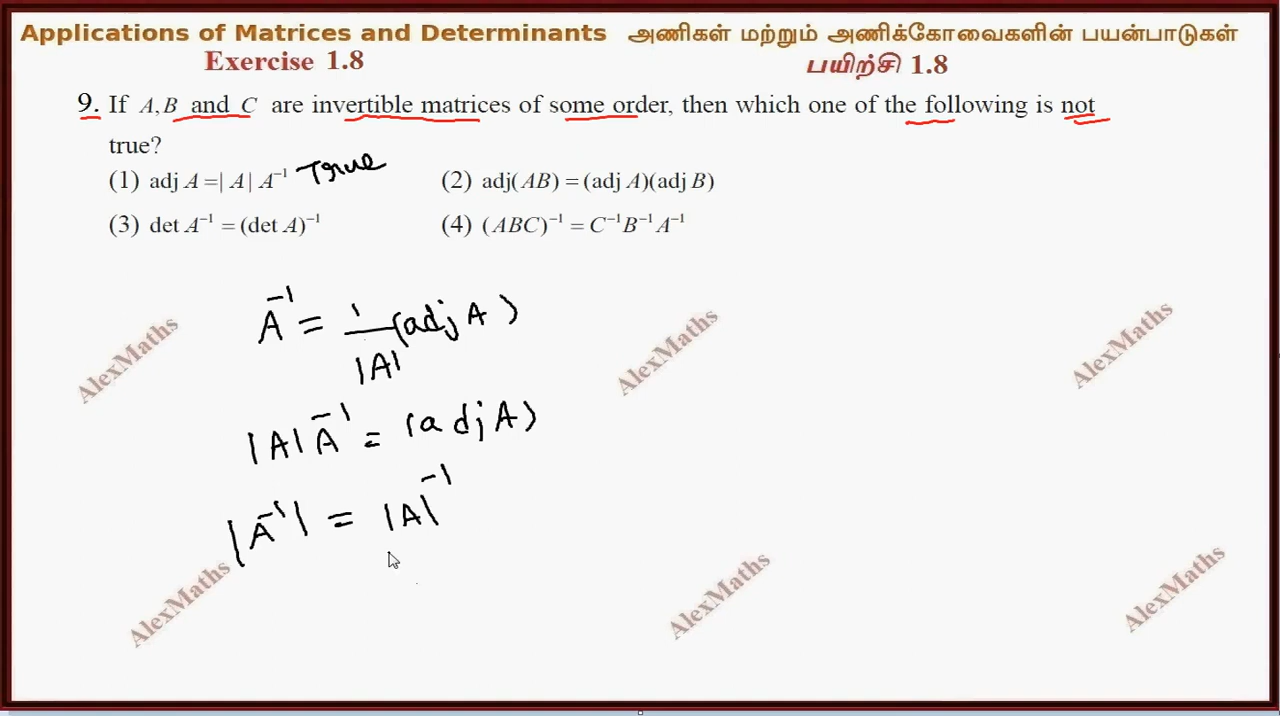 Applications of Matrices and Determinants அணிகள் மற்றும் அணிக்கோவைகளின் பயன்பாடுகள்
Exercise 1.8 பயிற்சி 1.8
9. If A, B and C are invertible matrices of some order, then which one of the following is not
true?
(1) adj A =| A | A⁻¹ True (2) adj(AB) = (adj A)(adj B)
(3) det A⁻¹ = (det A)⁻¹ (4) (ABC)⁻¹ = C⁻¹B⁻¹A⁻¹
A⁻¹ = 1/|A| (adj A)
|A| A⁻¹ = (adj A)
|A⁻¹| = |A|⁻¹
AlexMaths
AlexMaths
AlexMaths
AlexMaths
AlexMaths
AlexMaths